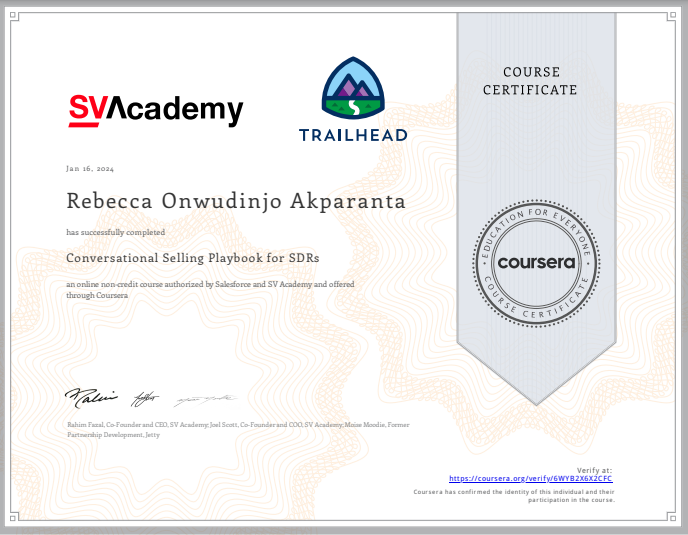 COURSE
CERTIFICATE
SVAcademy
TRAILHEAD
Jan 16, 2024
Rebecca Onwudinjo Akparanta
has successfully completed
Conversational Selling Playbook for SDRs
an online non-credit course authorized by Salesforce and SV Academy and offered
through Coursera
EDUCATION FOR EVERYONE
coursera
COURSE CERTIFICATE
Rahim Fazal, Co-Founder and CEO, SV Academy; Joel Scott, Co-Founder and COO, SV Academy; Moise Moodie, Former
Partnership Development, Jetty
Verify at:
https://coursera.org/verify/6WYB2X6X2CFC
Coursera has confirmed the identity of this individual and their
participation in the course.